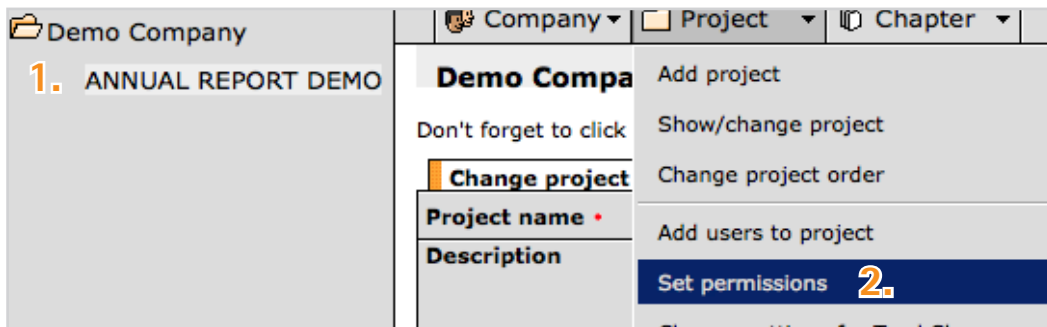 Demo Company
1. ANNUAL REPORT DEMO
Company Project Chapter
Demo Compa
Don't forget to click
Change project
Project name •
Description
Add project
Show/change project
Change project order
Add users to project
Set permissions 2.